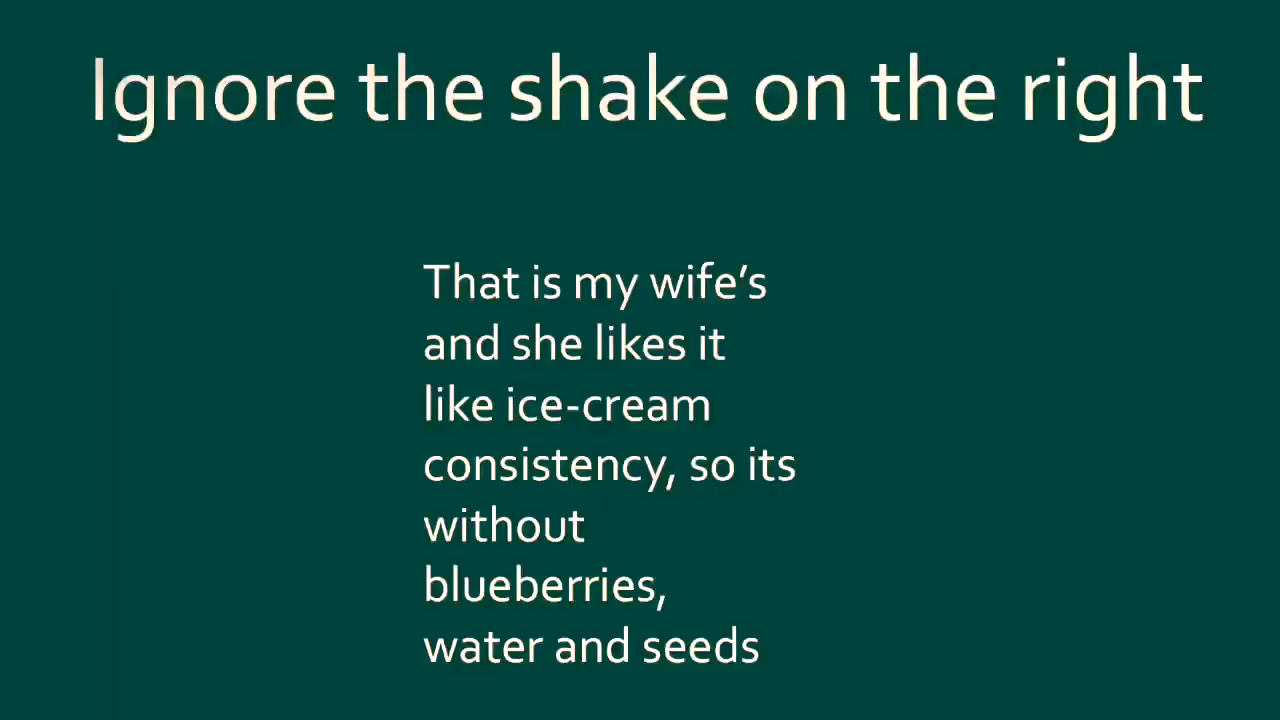 Ignore the shake on the right
That is my wife’s
and she likes it
like ice-cream
consistency, so its
without
blueberries,
water and seeds